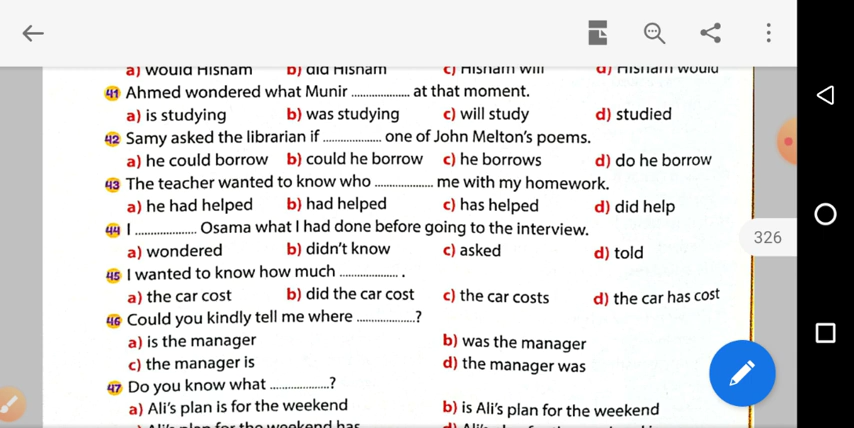 a) would Hisham b) did Hisham c) Hisham will d) Hisham would
41 Ahmed wondered what Munir .................. at that moment.
a) is studying b) was studying c) will study d) studied
42 Samy asked the librarian if .................. one of John Melton's poems.
a) he could borrow b) could he borrow c) he borrows d) do he borrow
43 The teacher wanted to know who .................. me with my homework.
a) he had helped b) had helped c) has helped d) did help
44 I .................. Osama what I had done before going to the interview.
a) wondered b) didn't know c) asked d) told
45 I wanted to know how much .................. .
a) the car cost b) did the car cost c) the car costs d) the car has cost
46 Could you kindly tell me where ..................?
a) is the manager b) was the manager
c) the manager is d) the manager was
47 Do you know what ..................?
a) Ali's plan is for the weekend b) is Ali's plan for the weekend
326